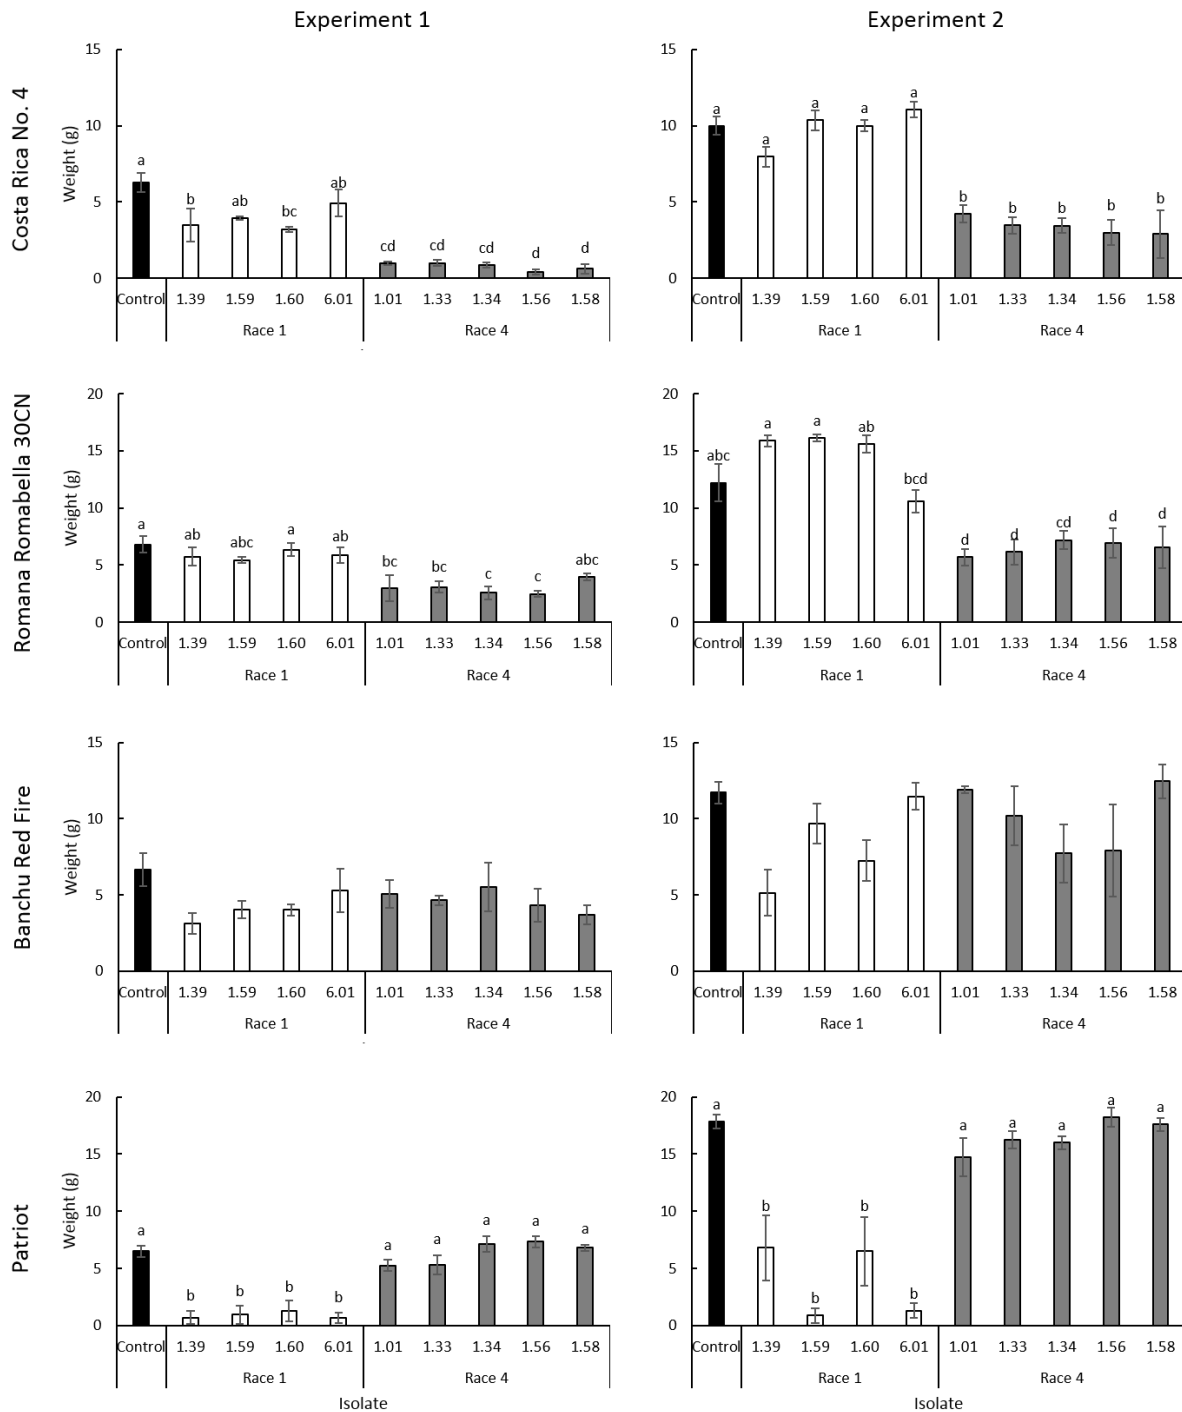 Experiment 1 Experiment 2
Costa Rica No. 4
Weight (g)
15
10
5
0
a b ab bc ab cd cd cd d d
Control 1.39 1.59 1.60 6.01 1.01 1.33 1.34 1.56 1.58
Race 1 Race 4
Weight (g)
15
10
5
0
a a a a a b b b b b
Control 1.39 1.59 1.60 6.01 1.01 1.33 1.34 1.56 1.58
Race 1 Race 4
Romana Romabella 30CN
Weight (g)
20
15
10
5
0
a ab abc a ab bc bc c c abc
Control 1.39 1.59 1.60 6.01 1.01 1.33 1.34 1.56 1.58
Race 1 Race 4
Weight (g)
20
15
10
5
0
abc a a ab bcd d d cd d d
Control 1.39 1.59 1.60 6.01 1.01 1.33 1.34 1.56 1.58
Race 1 Race 4
Banchu Red Fire
Weight (g)
15
10
5
0
Control 1.39 1.59 1.60 6.01 1.01 1.33 1.34 1.56 1.58
Race 1 Race 4
Weight (g)
15
10
5
0
Control 1.39 1.59 1.60 6.01 1.01 1.33 1.34 1.56 1.58
Race 1 Race 4
Patriot
Weight (g)
20
15
10
5
0
a b b b b a a a a a
Control 1.39 1.59 1.60 6.01 1.01 1.33 1.34 1.56 1.58
Race 1 Race 4
Isolate
Weight (g)
20
15
10
5
0
a b b b b a a a a a
Control 1.39 1.59 1.60 6.01 1.01 1.33 1.34 1.56 1.58
Race 1 Race 4
Isolate